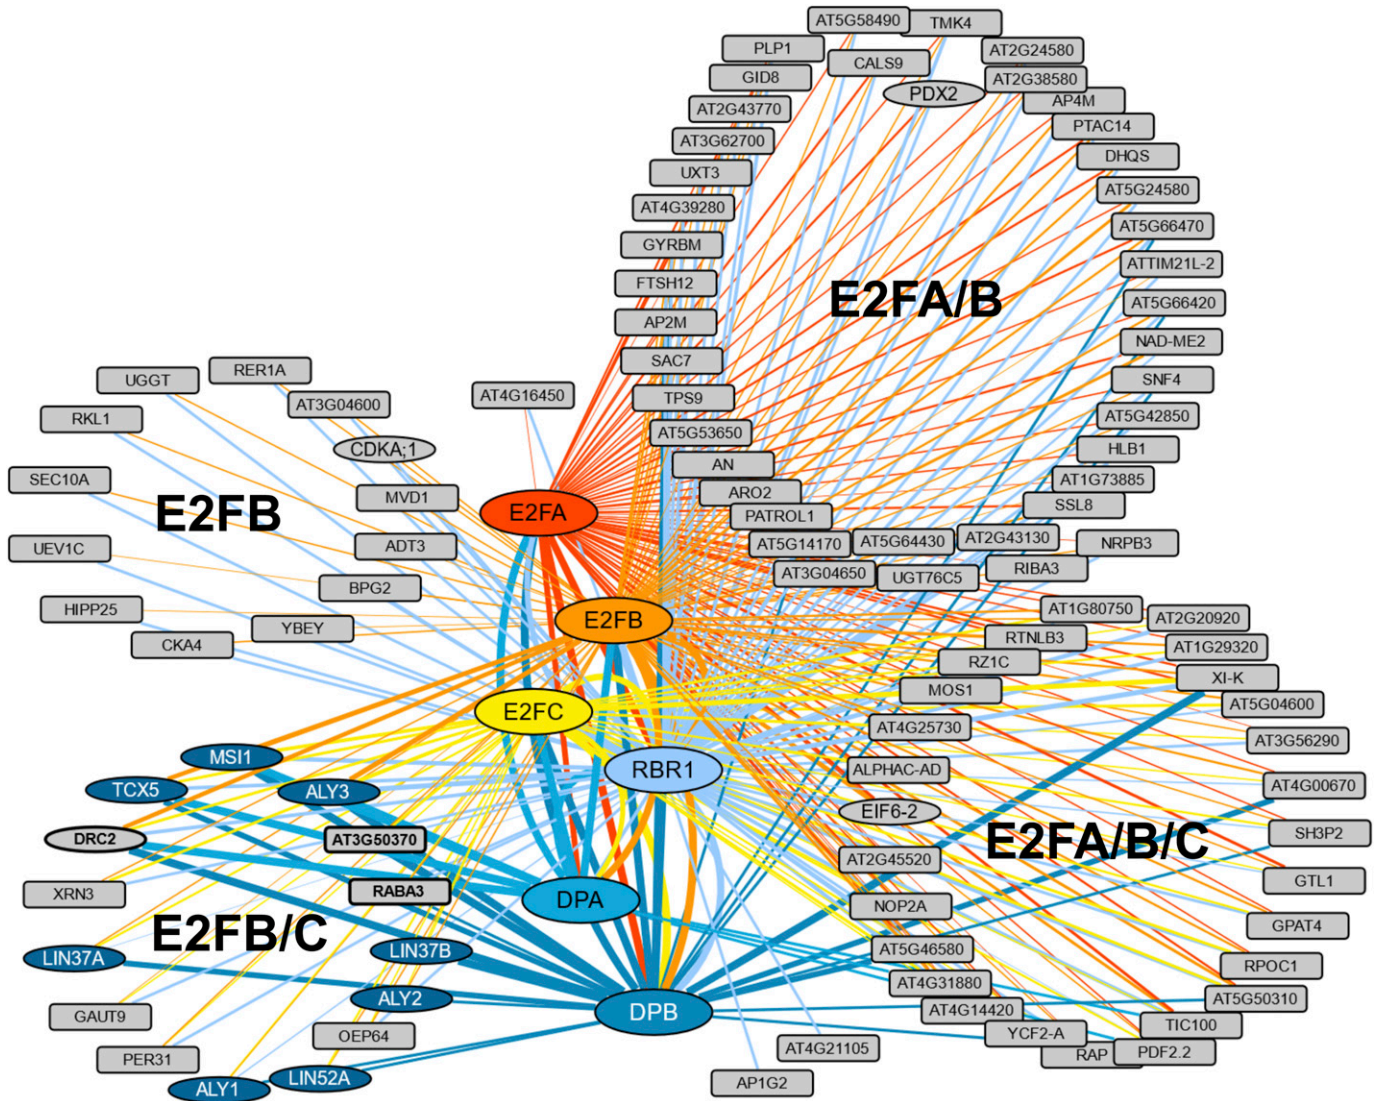 AT5G58490
TMK4
PLP1
CALS9
AT2G24580
GID8
AT2G38580
PDX2
AP4M
AT2G43770
PTAC14
AT3G62700
DHQS
UXT3
AT5G24580
AT4G39280
AT5G66470
GYRBM
ATTIM21L-2
FTSH12
E2FA/B
AT5G66420
AP2M
NAD-ME2
SAC7
SNF4
RER1A
UGGT
AT4G16450
TPS9
AT3G04600
AT5G42850
RKL1
AT5G53650
CDKA;1
HLB1
AN
SEC10A
AT1G73885
ARO2
MVD1
SSL8
E2FB
E2FA
PATROL1
UEV1C
ADT3
AT5G14170
AT5G64430
AT2G43130
NRPB3
AT3G04650
UGT76C5
RIBA3
BPG2
HIPP25
AT1G80750
AT2G20920
E2FB
YBEY
RTNLB3
CKA4
AT1G29320
RZ1C
XI-K
MOS1
AT5G04600
E2FC
AT4G25730
AT3G56290
MSI1
RBR1
ALPHAC-AD
AT4G00670
TCX5
ALY3
EIF6-2
SH3P2
DRC2
AT3G50370
E2FA/B/C
AT2G45520
GTL1
XRN3
RABA3
DPA
NOP2A
GPAT4
E2FB/C
LIN37A
LIN37B
AT5G46580
RPOC1
AT4G31880
ALY2
DPB
AT5G50310
AT4G14420
GAUT9
TIC100
OEP64
YCF2-A
AT4G21105
RAP
PDF2.2
PER31
LIN52A
AP1G2
ALY1